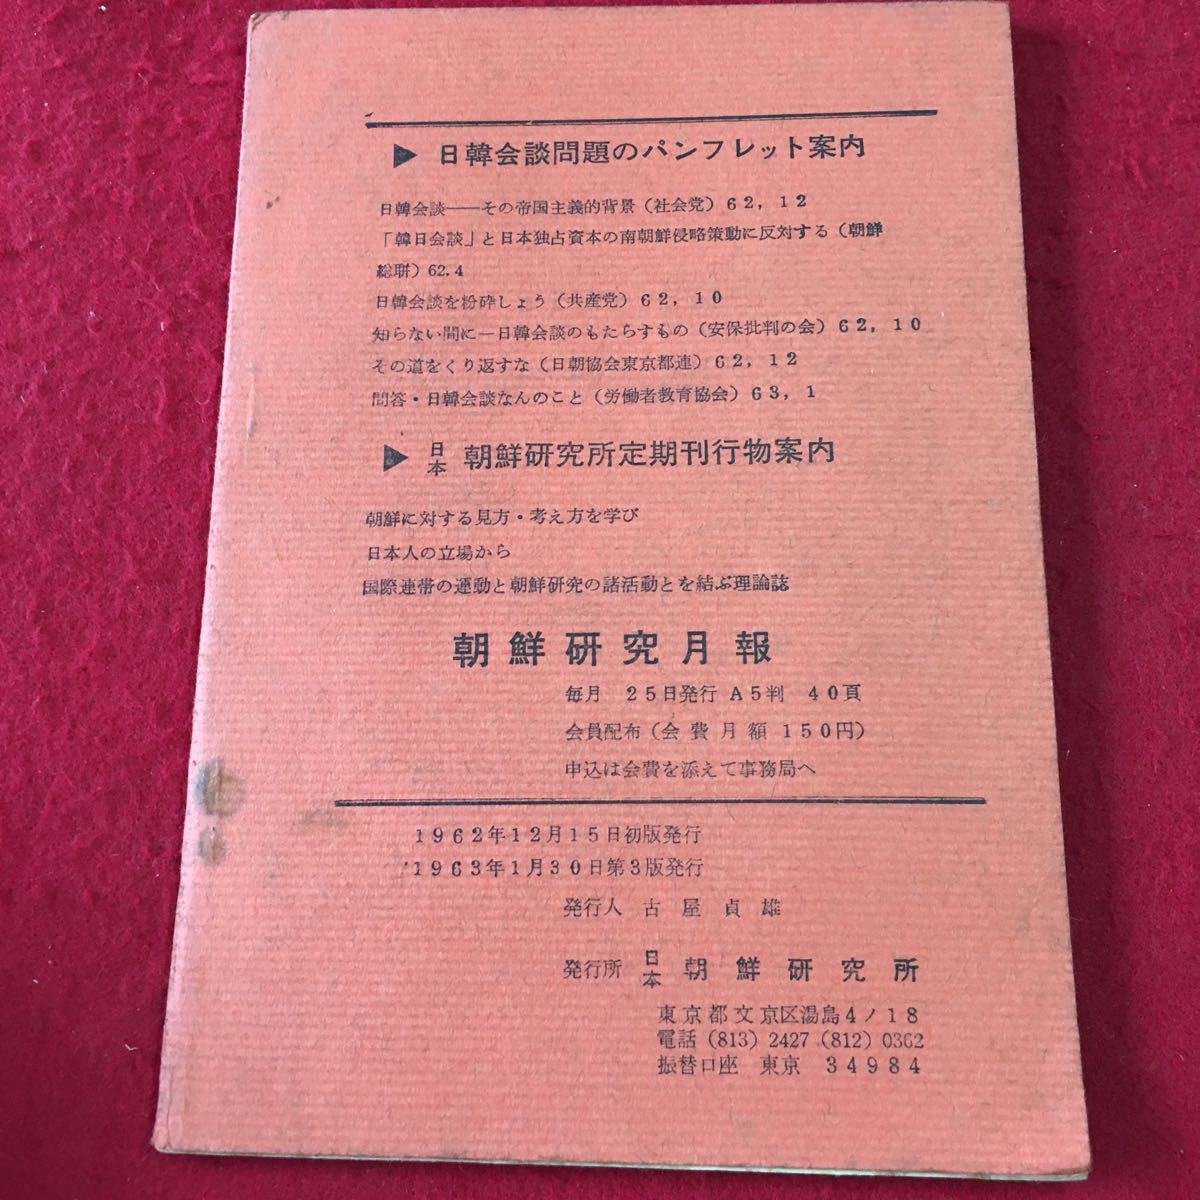 ▶ 日韓会談問題のパンフレット案内
日韓会談――その帝国主義的背景（社会党）62，12
「韓日会談」と日本独占資本の南朝鮮侵略策動に反対する（朝鮮
総聯）62.4
日韓会談を粉砕しよう（共産党）62，10
知らない間に―日韓会談のもたらすもの（安保批判の会）62，10
その道をくり返すな（日朝協会東京都連）62，12
問答・日韓会談なんのこと（労働者教育協会）63，1
▶ 日本 朝鮮研究所定期刊行物案内
朝鮮に対する見方・考え方を学び
日本人の立場から
国際連帯の運動と朝鮮研究の諸活動とを結ぶ理論誌
朝鮮研究月報
毎月 25日発行 A5判 40頁
会員配布（会費月額 150円）
申込は会費を添えて事務局へ
1962年12月15日初版発行
1963年1月30日第3版発行
発行人 古屋貞雄
発行所 日本 朝鮮研究所
東京都文京区湯島4ノ18
電話（813）2427（812）0362
振替口座 東京 34984